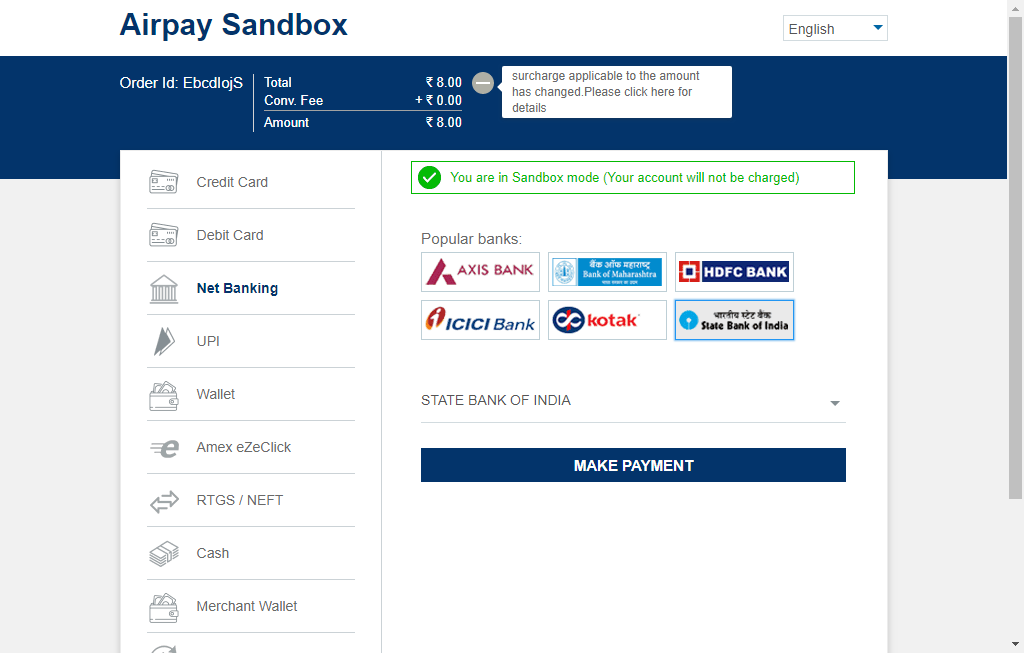 Airpay Sandbox
English
Order Id: EbcdIojS
Total ₹ 8.00
Conv. Fee + ₹ 0.00
Amount ₹ 8.00
surcharge applicable to the amount
has changed.Please click here for
details
Credit Card
Debit Card
Net Banking
UPI
Wallet
Amex eZeClick
RTGS / NEFT
Cash
Merchant Wallet
You are in Sandbox mode (Your account will not be charged)
Popular banks:
AXIS BANK
बैंक ऑफ महाराष्ट्र
Bank of Maharashtra
HDFC BANK
ICICI Bank
kotak
भारतीय स्टेट बैंक
State Bank of India
STATE BANK OF INDIA
MAKE PAYMENT